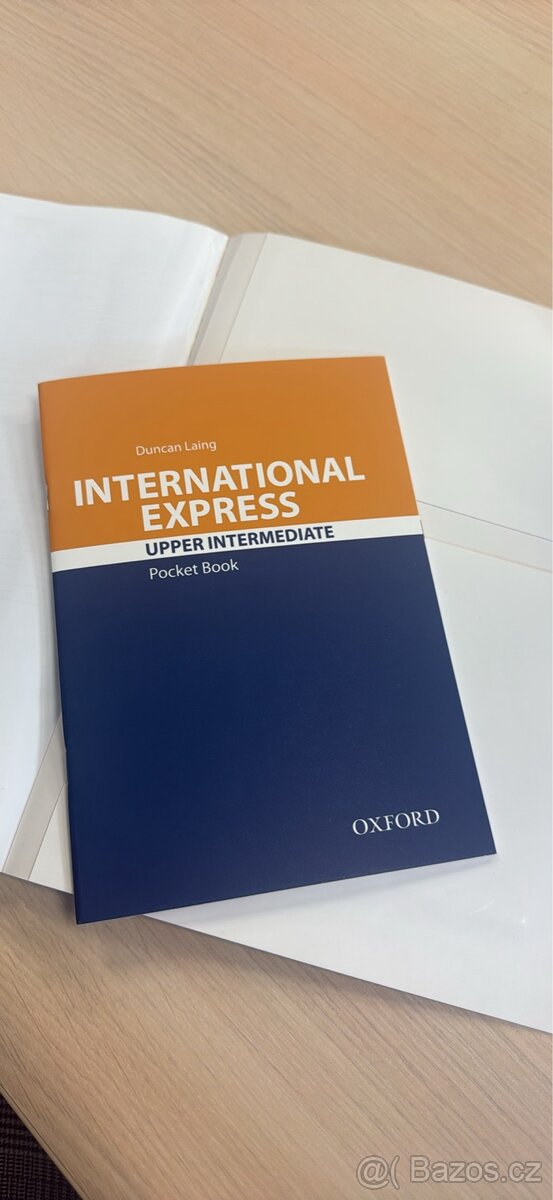 Duncan Laing
INTERNATIONAL
EXPRESS
UPPER INTERMEDIATE
Pocket Book
OXFORD
@( Bazos.cz